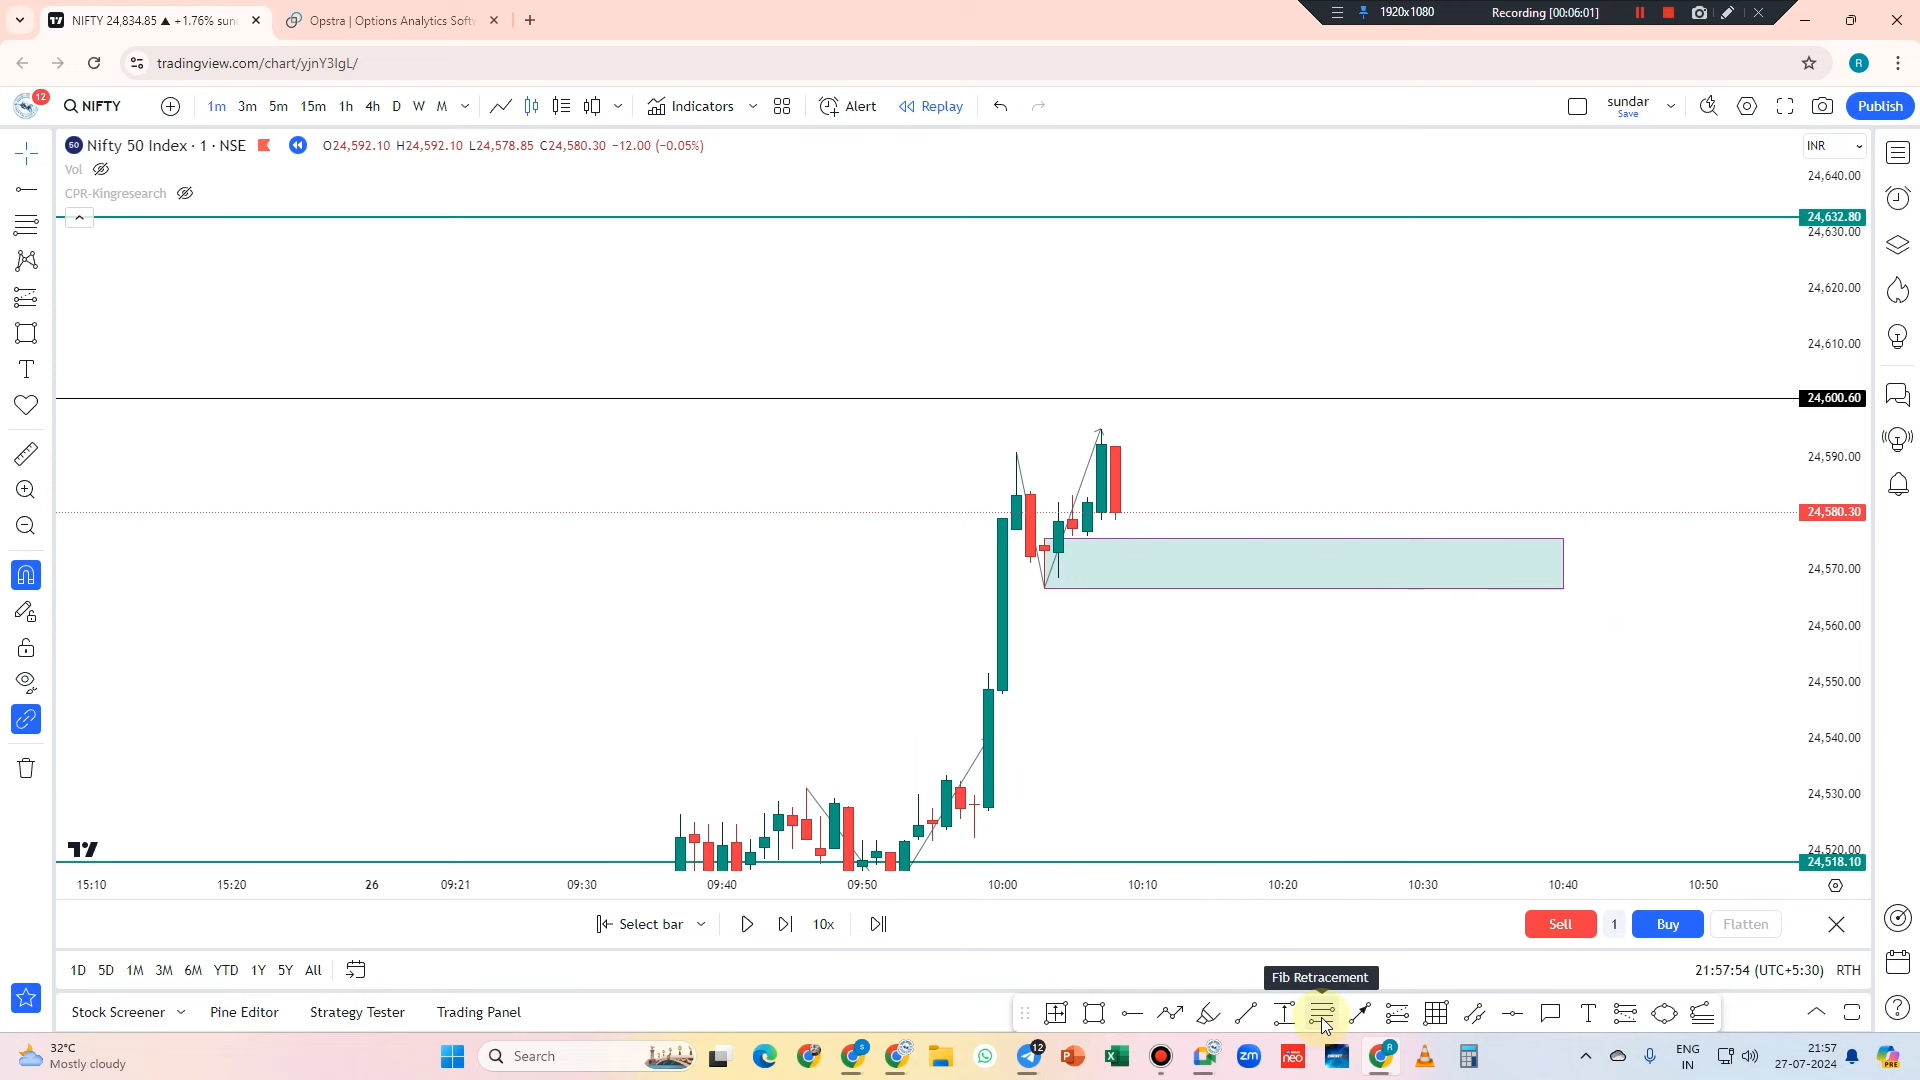 NIFTY 24,834.85 ▲ +1.76% sun
Opstra | Options Analytics Soft
1920x1080
Recording [00:06:01]
tradingview.com/chart/yjnY3IgL/
R
12
NIFTY
1m 3m 5m 15m 1h 4h D W M
Indicators
Alert
Replay
sundar
Save
Publish
50 Nifty 50 Index · 1 · NSE
O24,592.10 H24,592.10 L24,578.85 C24,580.30 −12.00 (−0.05%)
Vol
CPR-Kingresearch
INR
24,640.00
24,632.80
24,630.00
24,620.00
24,610.00
24,600.60
24,590.00
24,580.30
24,570.00
24,560.00
24,550.00
24,540.00
24,530.00
24,520.00
24,518.10
15:10 15:20 26 09:21 09:30 09:40 09:50 10:00 10:10 10:20 10:30 10:40 10:50
Select bar
10x
Sell 1 Buy Flatten
1D 5D 1M 3M 6M YTD 1Y 5Y All
21:57:54 (UTC+5:30) RTH
Fib Retracement
Stock Screener Pine Editor Strategy Tester Trading Panel
32°C
Mostly cloudy
Search
12
zm
neo
R
ENG
IN
21:57
27-07-2024
PRE